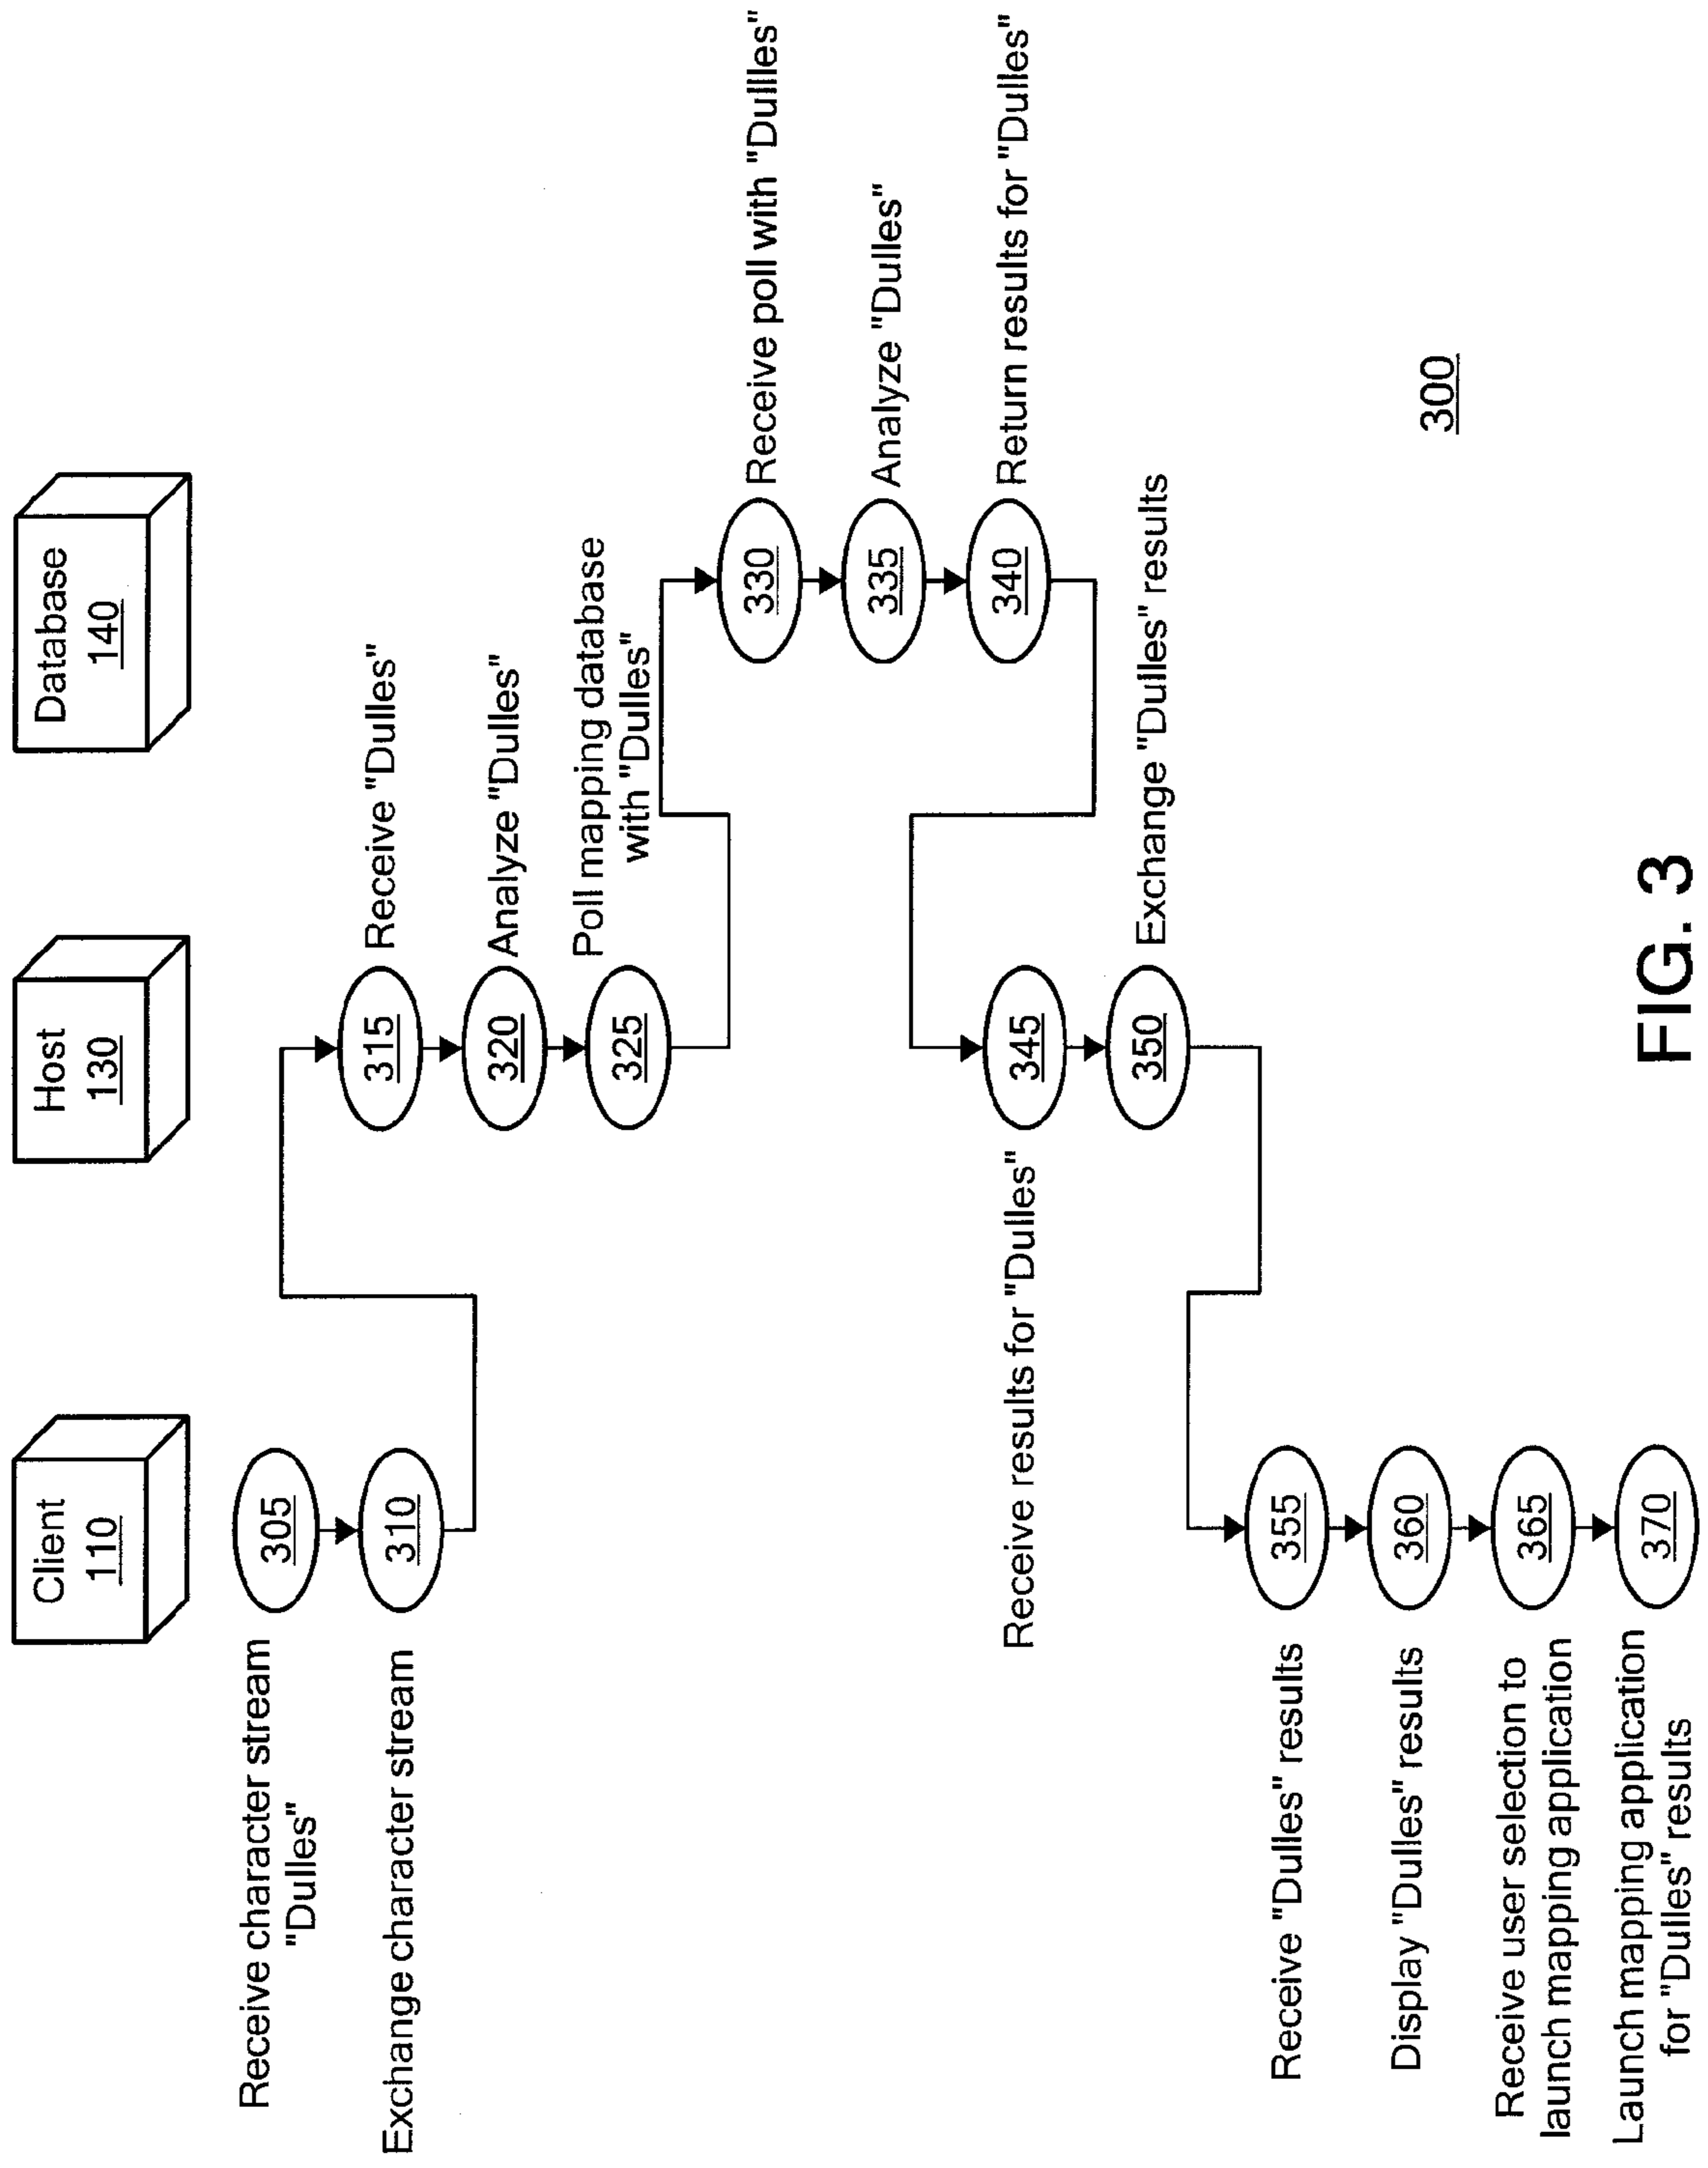 Client
110
Host
130
Database
140
Receive character stream
"Dulles"
305
Exchange character stream
310
315
Receive "Dulles"
320
Analyze "Dulles"
325
Poll mapping database
with "Dulles"
330
Receive poll with "Dullles"
335
Analyze "Dulles"
340
Return results for "Dulles"
Receive results for "Dulles"
345
350
Exchange "Dulles" results
Receive "Dulles" results
355
Display "Dulles" results
360
Receive user selection to
launch mapping application
365
Launch mapping application
for "Dulles" results
370
300
FIG. 3